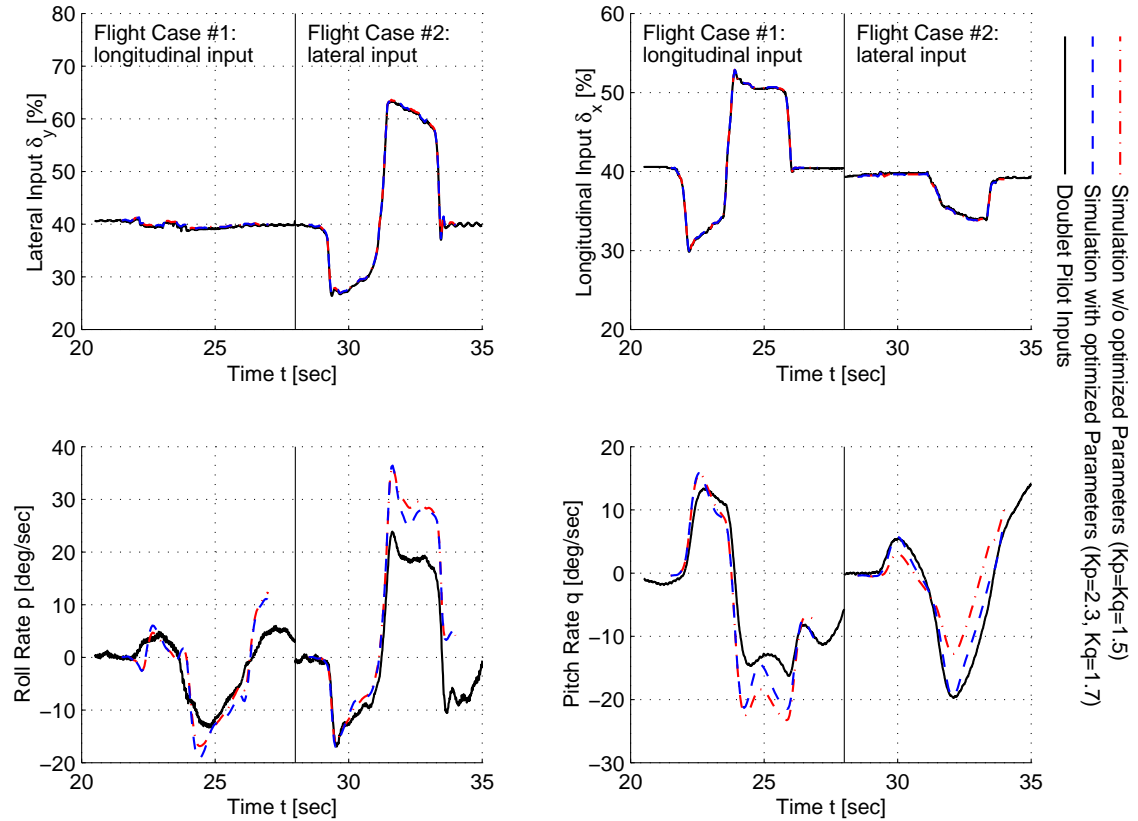 Flight Case #1:
longitudinal input
Flight Case #2:
lateral input
80
70
60
50
40
30
20
Lateral Input δ_y [%]
20
25
30
35
Time t [sec]
Flight Case #1:
longitudinal input
Flight Case #2:
lateral input
60
50
40
30
20
Longitudinal Input δ_x [%]
20
25
30
35
Time t [sec]
Simulation w/o optimized Parameters (Kp=Kq=1.5)
Simulation with optimized Parameters (Kp=2.3, Kq=1.7)
Doublet Pilot Inputs
40
30
20
10
0
−10
−20
Roll Rate p [deg/sec]
20
25
30
35
Time t [sec]
20
10
0
−10
−20
−30
Pitch Rate q [deg/sec]
20
25
30
35
Time t [sec]